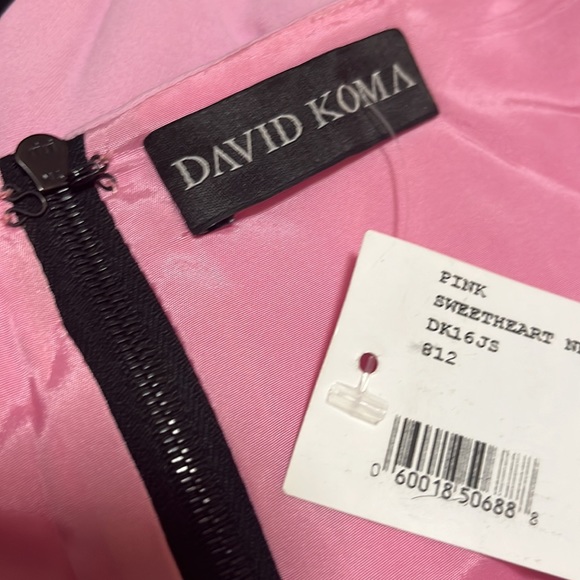 DAVID KOMA
PINK
SWEETHEART
DK16JS
812
0 60018 50688 8